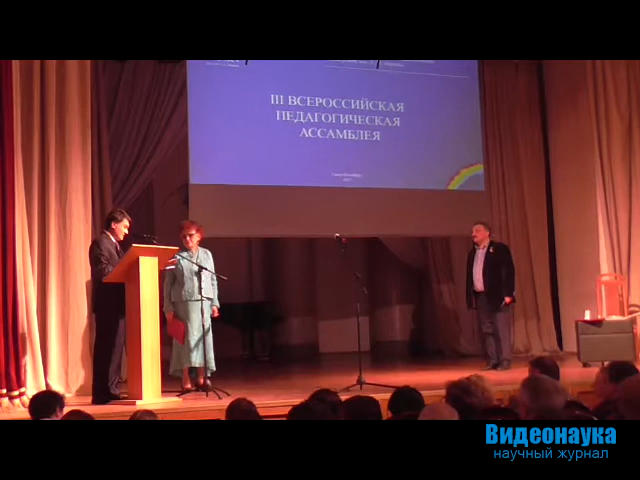 III ВСЕРОССИЙСКАЯ
ПЕДАГОГИЧЕСКАЯ
АССАМБЛЕЯ
Видеонаука
научный журнал